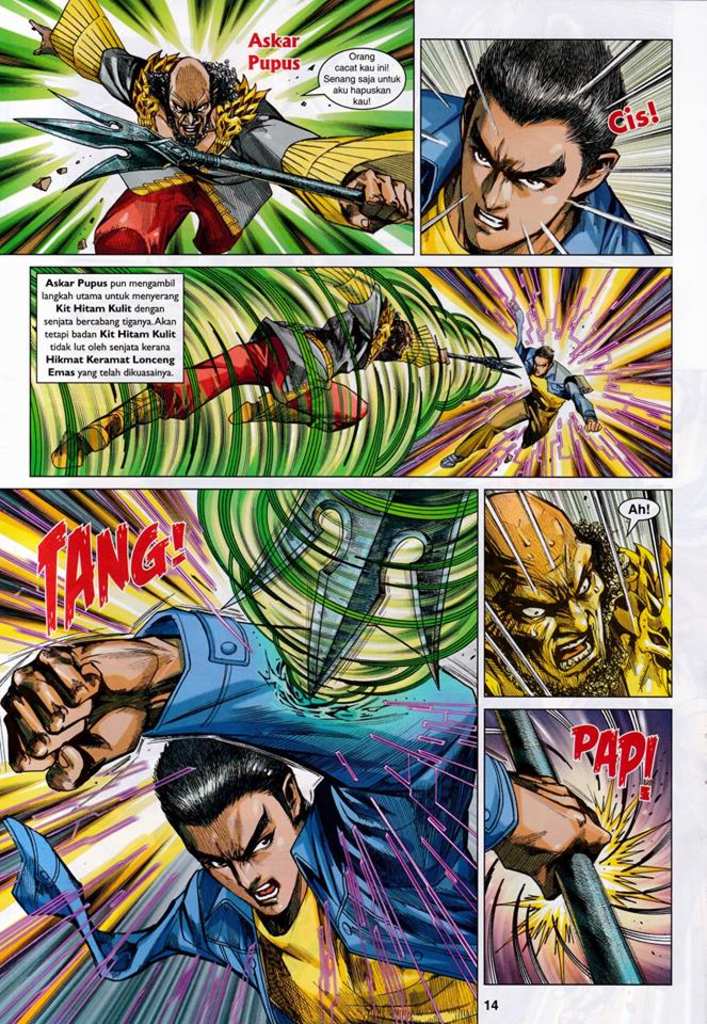 Askar
Pupus
Orang
cacat kau ini!
Senang saja untuk
aku hapuskan
kau!
Cis!
Askar Pupus pun mengambil
langkah utama untuk menyerang
Kit Hitam Kulit dengan
senjata bercabang tiganya. Akan
tetapi badan Kit Hitam Kulit
tidak lut oleh senjata kerana
Hikmat Keramat Lonceng
Emas yang telah dikuasainya.
TANG!
Ah!
PAP!
14